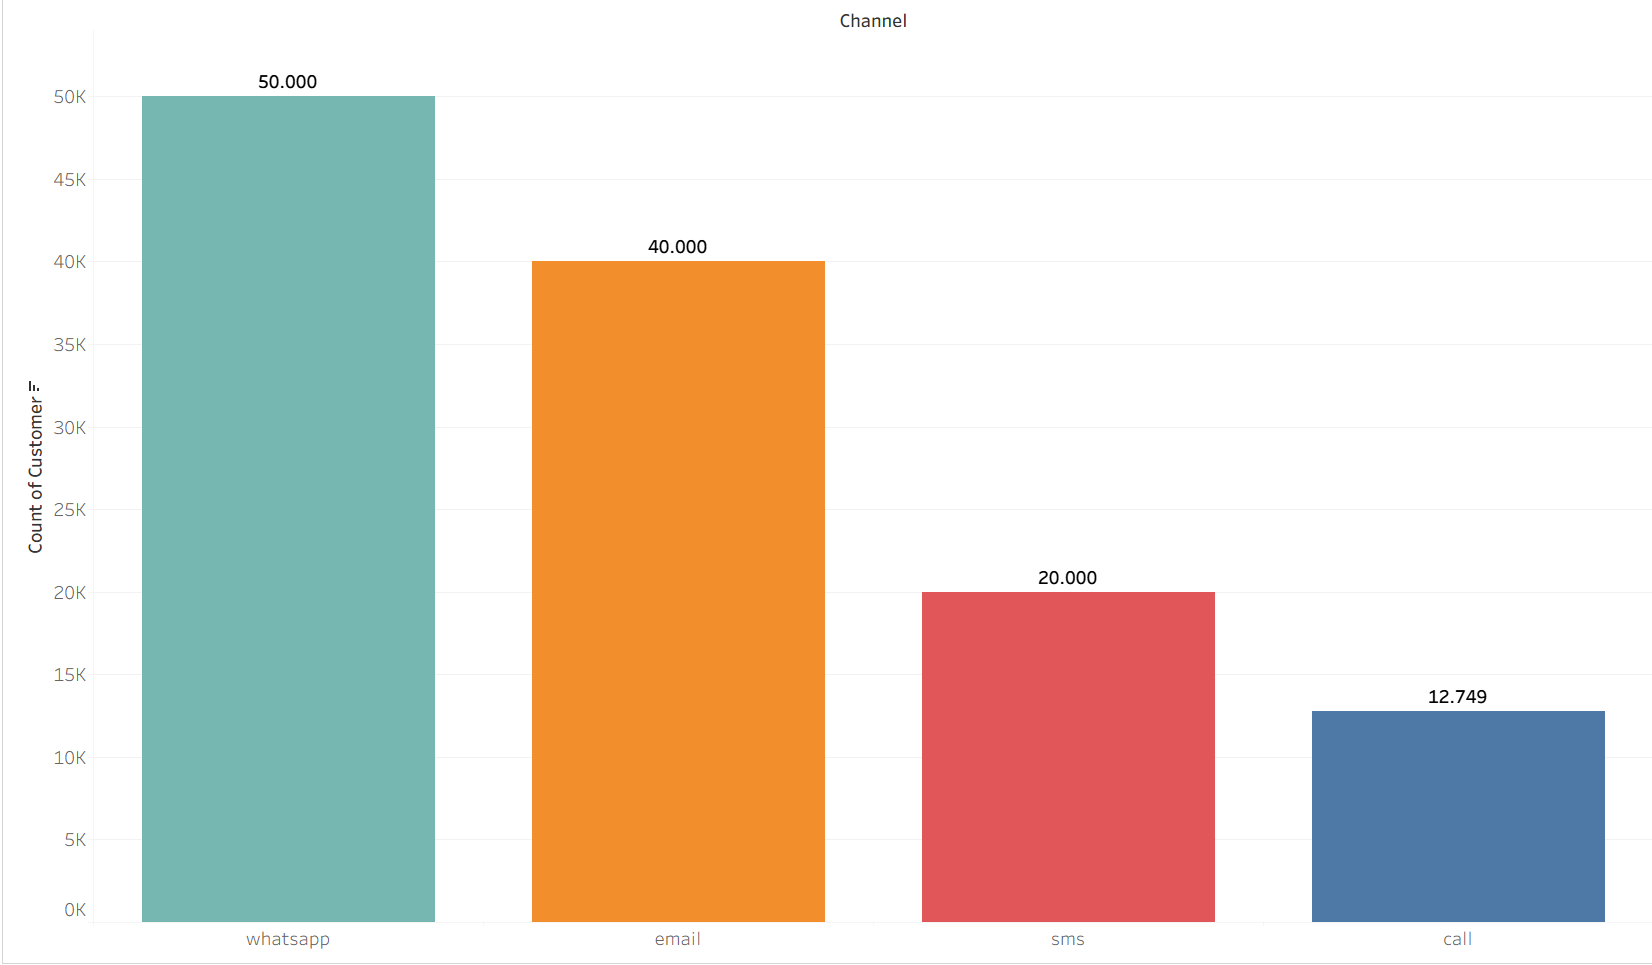 Channel
50.000
50K
45K
40.000
40K
35K
Count of Customer
30K
25K
20.000
20K
15K
12.749
10K
5K
0K
whatsapp
email
sms
call